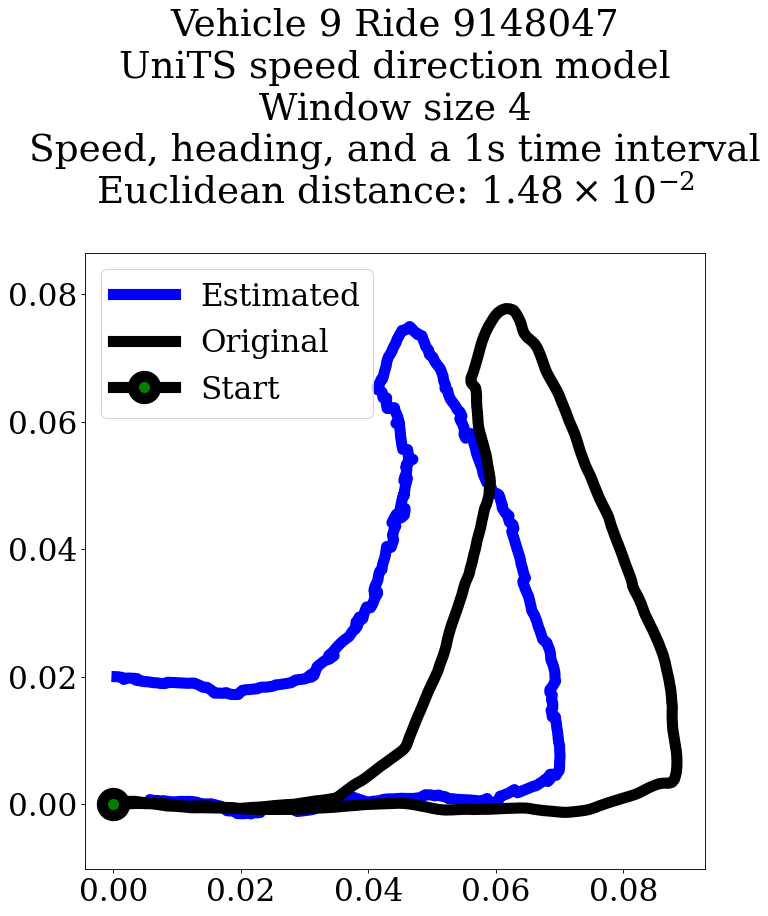 Vehicle 9 Ride 9148047
UniTS speed direction model
Window size 4
Speed, heading, and a 1s time interval
Euclidean distance: 1.48 × 10⁻²
Estimated
Original
Start
0.08
0.06
0.04
0.02
0.00
0.00 0.02 0.04 0.06 0.08